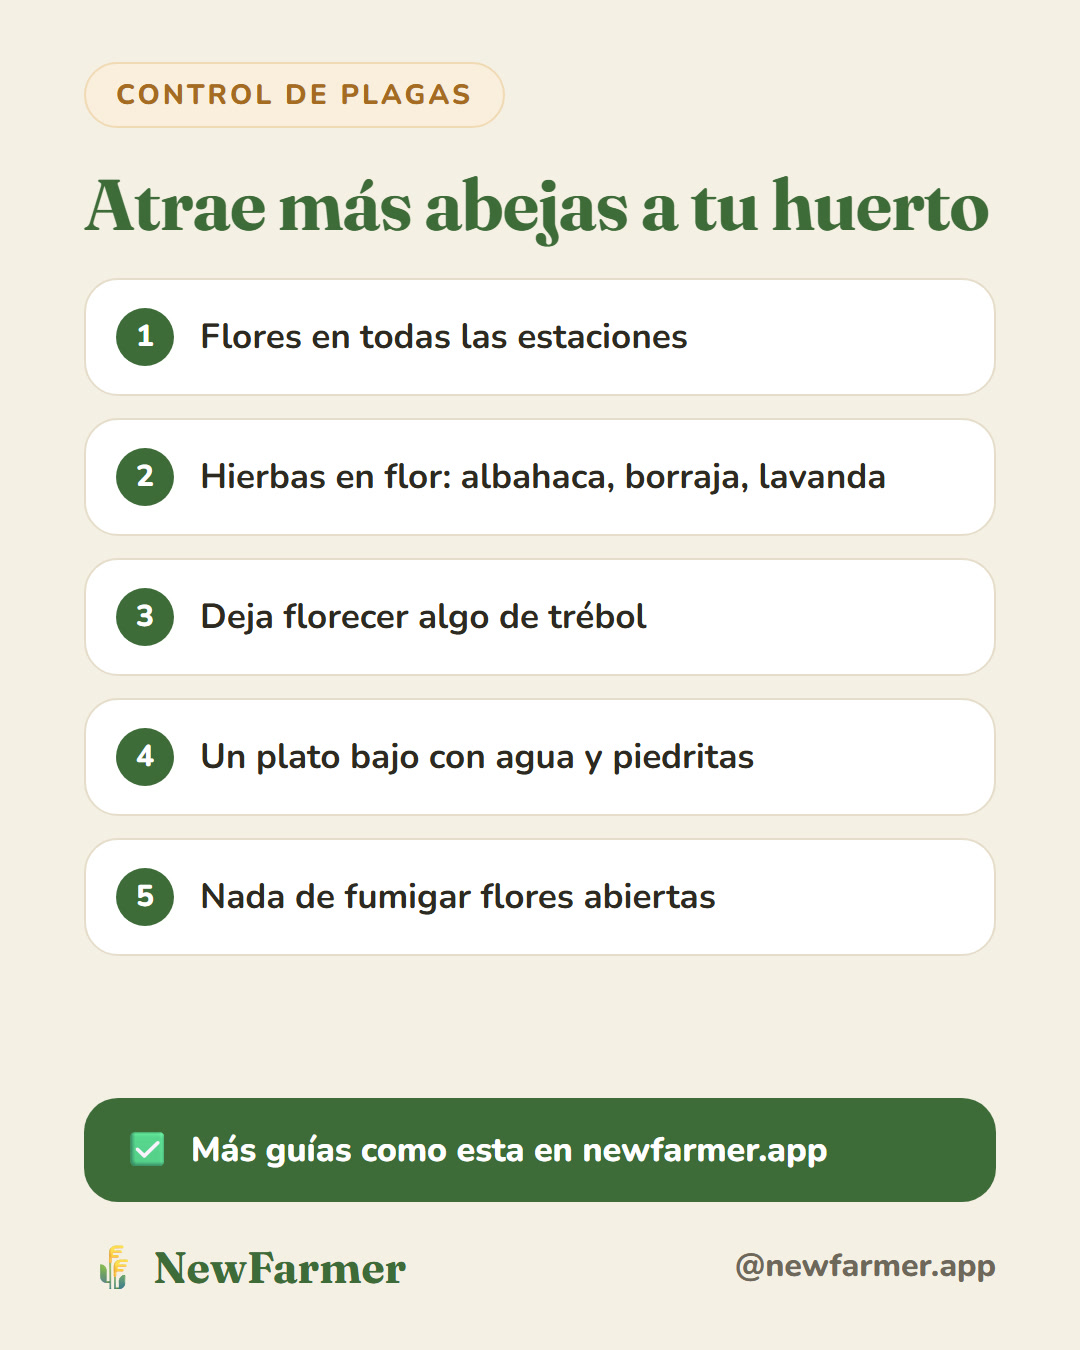 CONTROL DE PLAGAS
Atrae más abejas a tu huerto
1 Flores en todas las estaciones
2 Hierbas en flor: albahaca, borraja, lavanda
3 Deja florecer algo de trébol
4 Un plato bajo con agua y piedritas
5 Nada de fumigar flores abiertas
Más guías como esta en newfarmer.app
NewFarmer @newfarmer.app